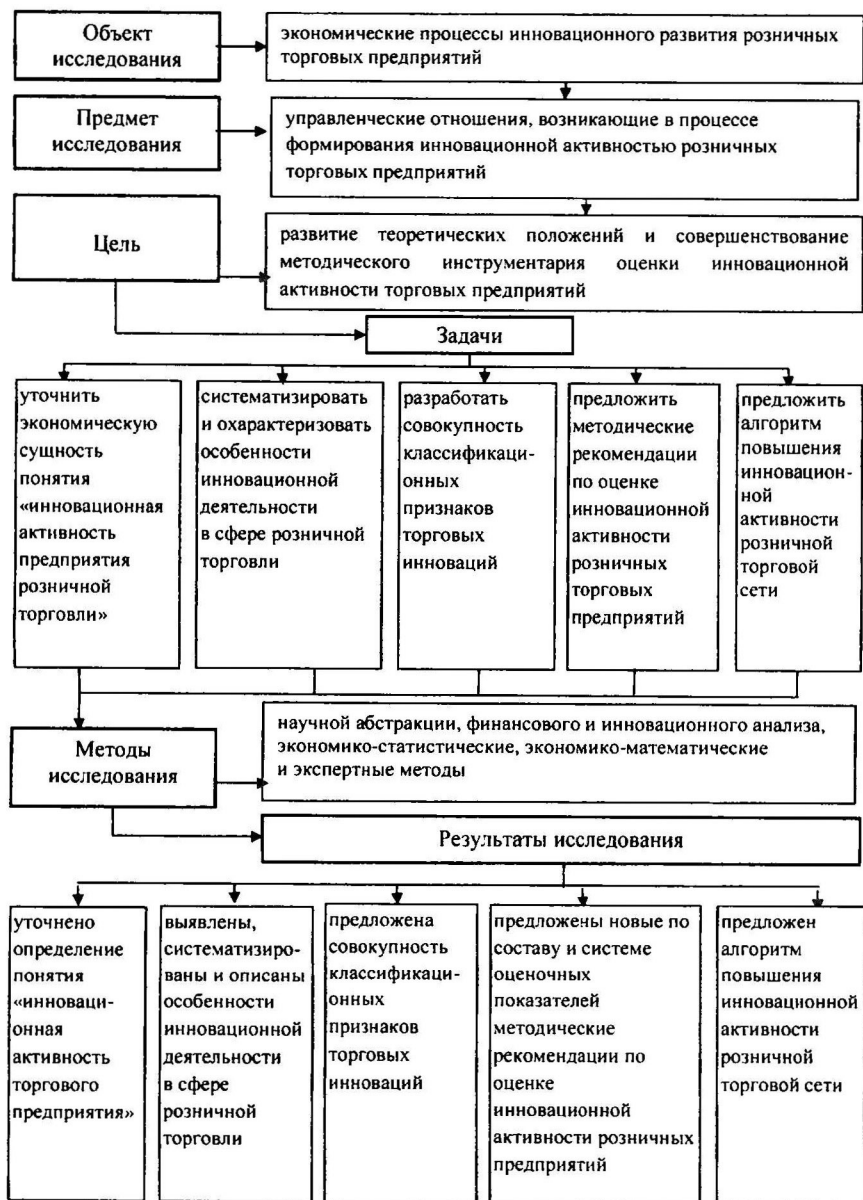 Объект
исследования
экономические процессы инновационного развития розничных
торговых предприятий
Предмет
исследования
управленческие отношения, возникающие в процессе
формирования инновационной активностью розничных
торговых предприятий
Цель
развитие теоретических положений и совершенствование
методического инструментария оценки инновационной
активности торговых предприятий
Задачи
уточнить
экономическую
сущность
понятия
«инновационная
активность
предприятия
розничной
торговли»
систематизировать
и охарактеризовать
особенности
инновационной
деятельности
в сфере розничной
торговли
разработать
совокупность
классификаци-
онных
признаков
торговых
инноваций
предложить
методические
рекомендации
по оценке
инновационной
активности
розничных
торговых
предприятий
предложить
алгоритм
повышения
инновацион-
ной
активности
розничной
торговой
сети
Методы
исследования
научной абстракции, финансового и инновационного анализа,
экономико-статистические, экономико-математические
и экспертные методы
Результаты исследования
уточнено
определение
понятия
«инноваци-
онная
активность
торгового
предприятия»
выявлены,
систематизиро-
ваны и описаны
особенности
инновационной
деятельности
в сфере
розничной
торговли
предложена
совокупность
классификаци-
онных
признаков
торговых
инноваций
предложены новые по
составу и системе
оценочных
показателей
методические
рекомендации по
оценке
инновационной
активности розничных
предприятий
предложен
алгоритм
повышения
инновационной
активности
розничной
торговой сети